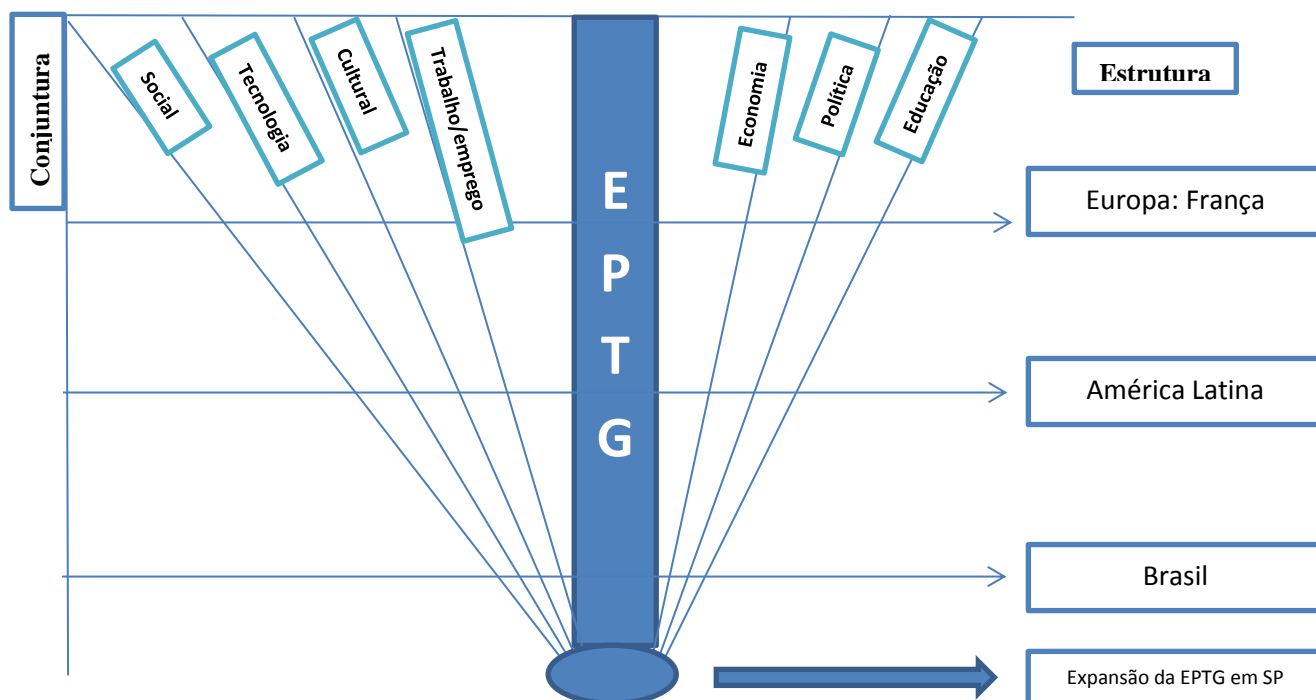 Conjuntura
Social
Tecnologia
Cultural
Trabalho/emprego
E
P
T
G
Economia
Política
Educação
Estrutura
Europa: França
América Latina
Brasil
Expansão da EPTG em SP